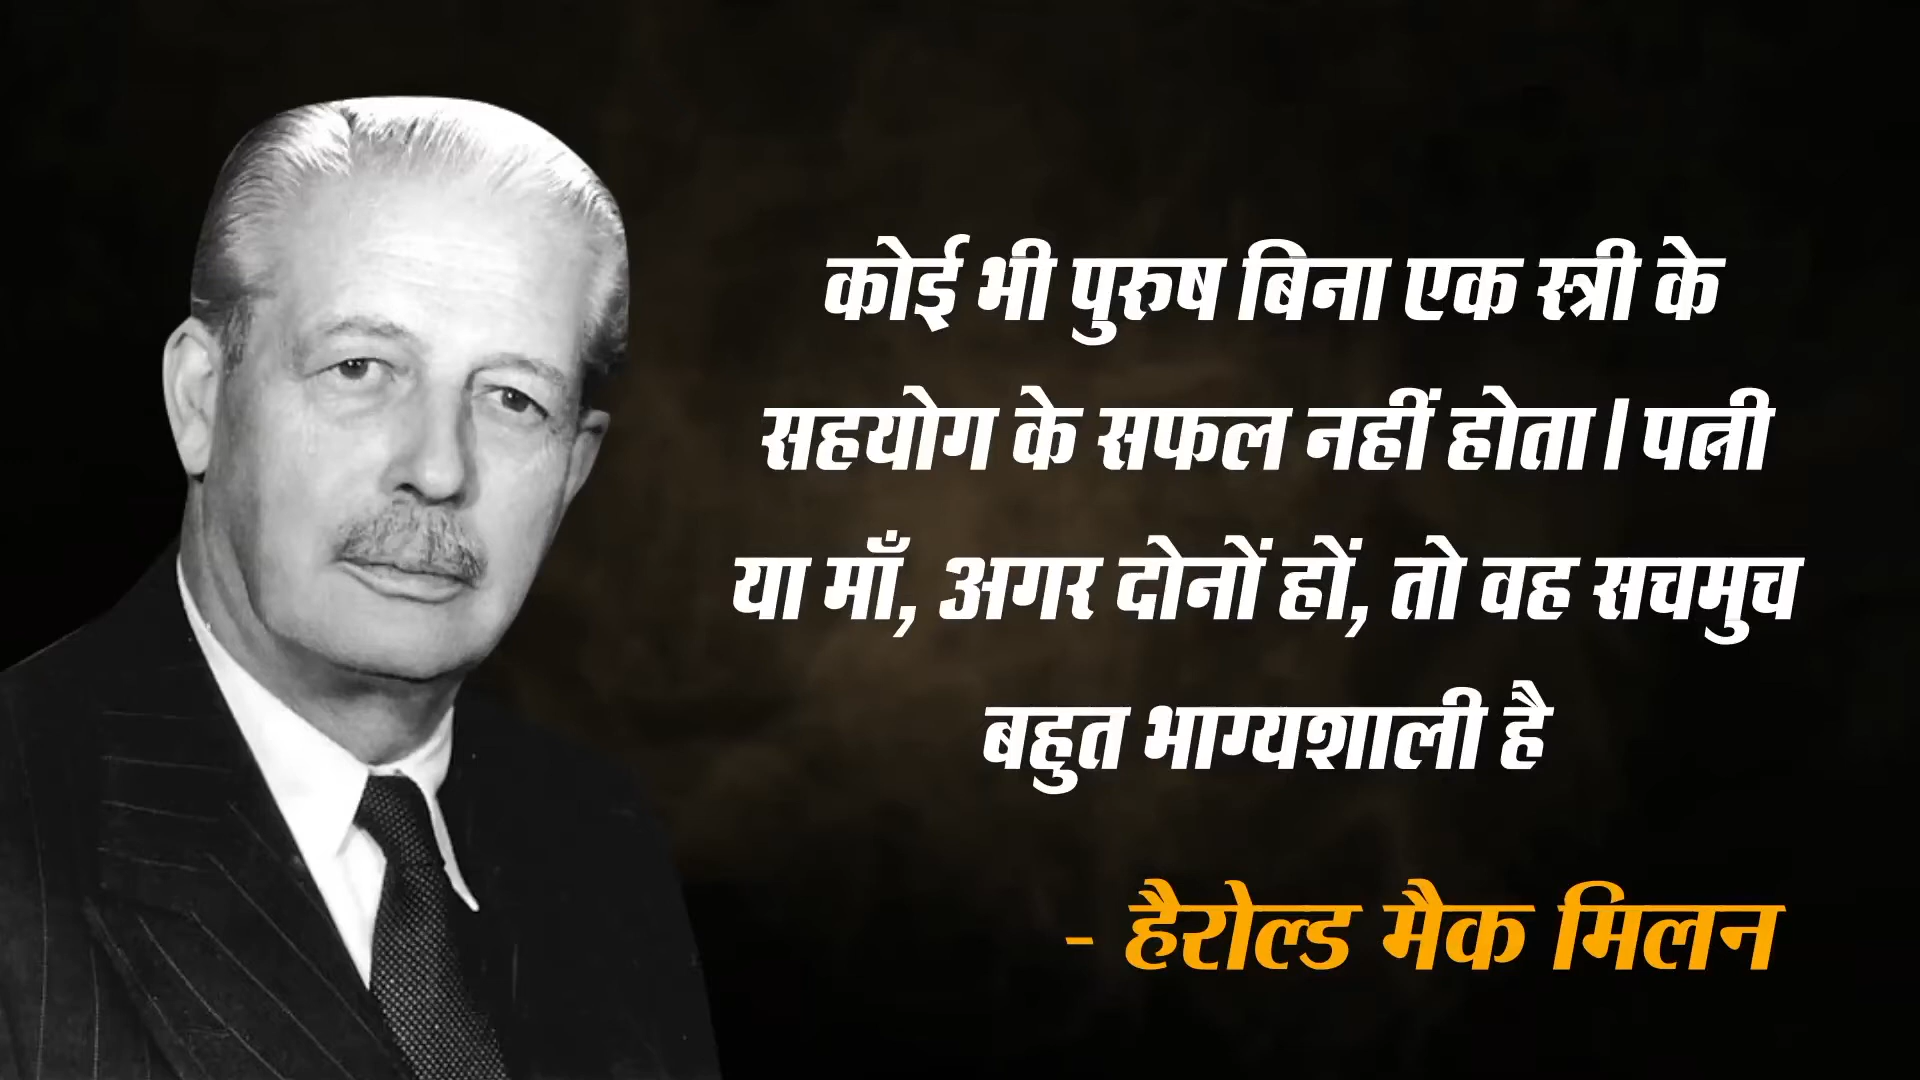 कोई भी पुरुष बिना एक स्त्री के
सहयोग के सफल नहीं होता। पत्नी
या माँ, अगर दोनों हों, तो वह सचमुच
बहुत भाग्यशाली है
- हैरोल्ड मैक मिलन